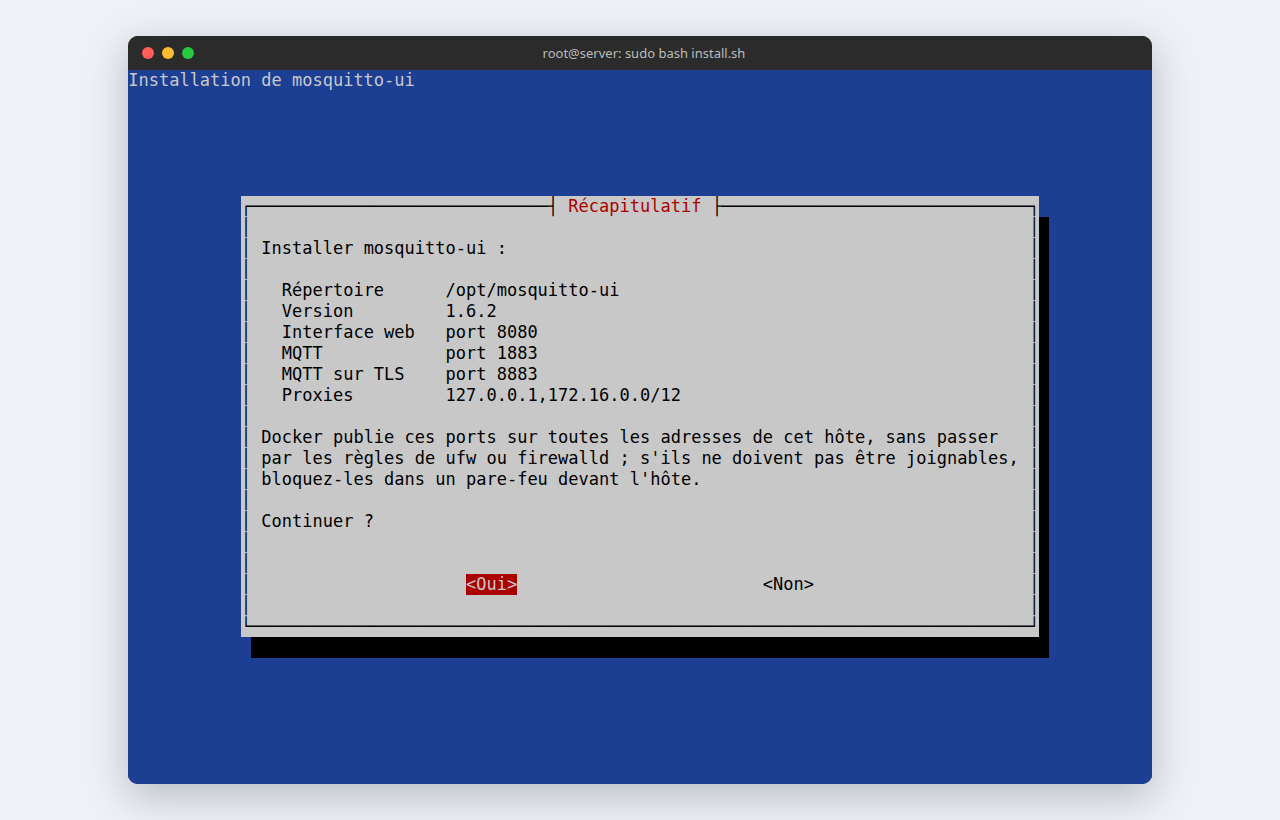 root@server: sudo bash install.sh
Installation de mosquitto-ui
Récapitulatif
Installer mosquitto-ui :
Répertoire      /opt/mosquitto-ui
Version         1.6.2
Interface web   port 8080
MQTT            port 1883
MQTT sur TLS    port 8883
Proxies         127.0.0.1,172.16.0.0/12
Docker publie ces ports sur toutes les adresses de cet hôte, sans passer
par les règles de ufw ou firewalld ; s'ils ne doivent pas être joignables,
bloquez-les dans un pare-feu devant l'hôte.
Continuer ?
<Oui>                        <Non>